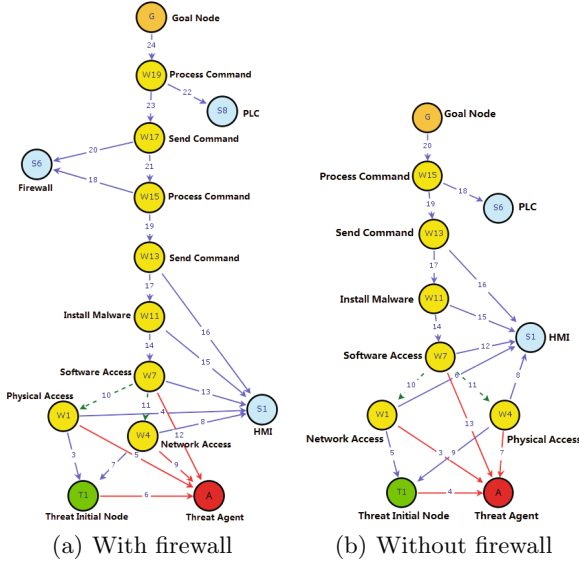 G Goal Node
24
W19 Process Command
22
23
S8
PLC
W17 Send Command
20
21
S6
Firewall
18
W15 Process Command
19
W13 Send Command
17
Install Malware W11
16
14
15
Software Access W7
10
11
13
Physical Access
W1
4
S1
HMI
8
12
W4
Network Access
3
7
5
9
T1
6
A
Threat Initial Node
Threat Agent
(a) With firewall
G Goal Node
20
Process Command W15
18
19
S6 PLC
Send Command W13
17
16
Install Malware W11
15
14
S1 HMI
12
Software Access W7
6
10
11
8
13
W1
W4
Network Access
Physical Access
5
3
9
7
T1
4
A
Threat Initial Node
Threat Agent
(b) Without firewall